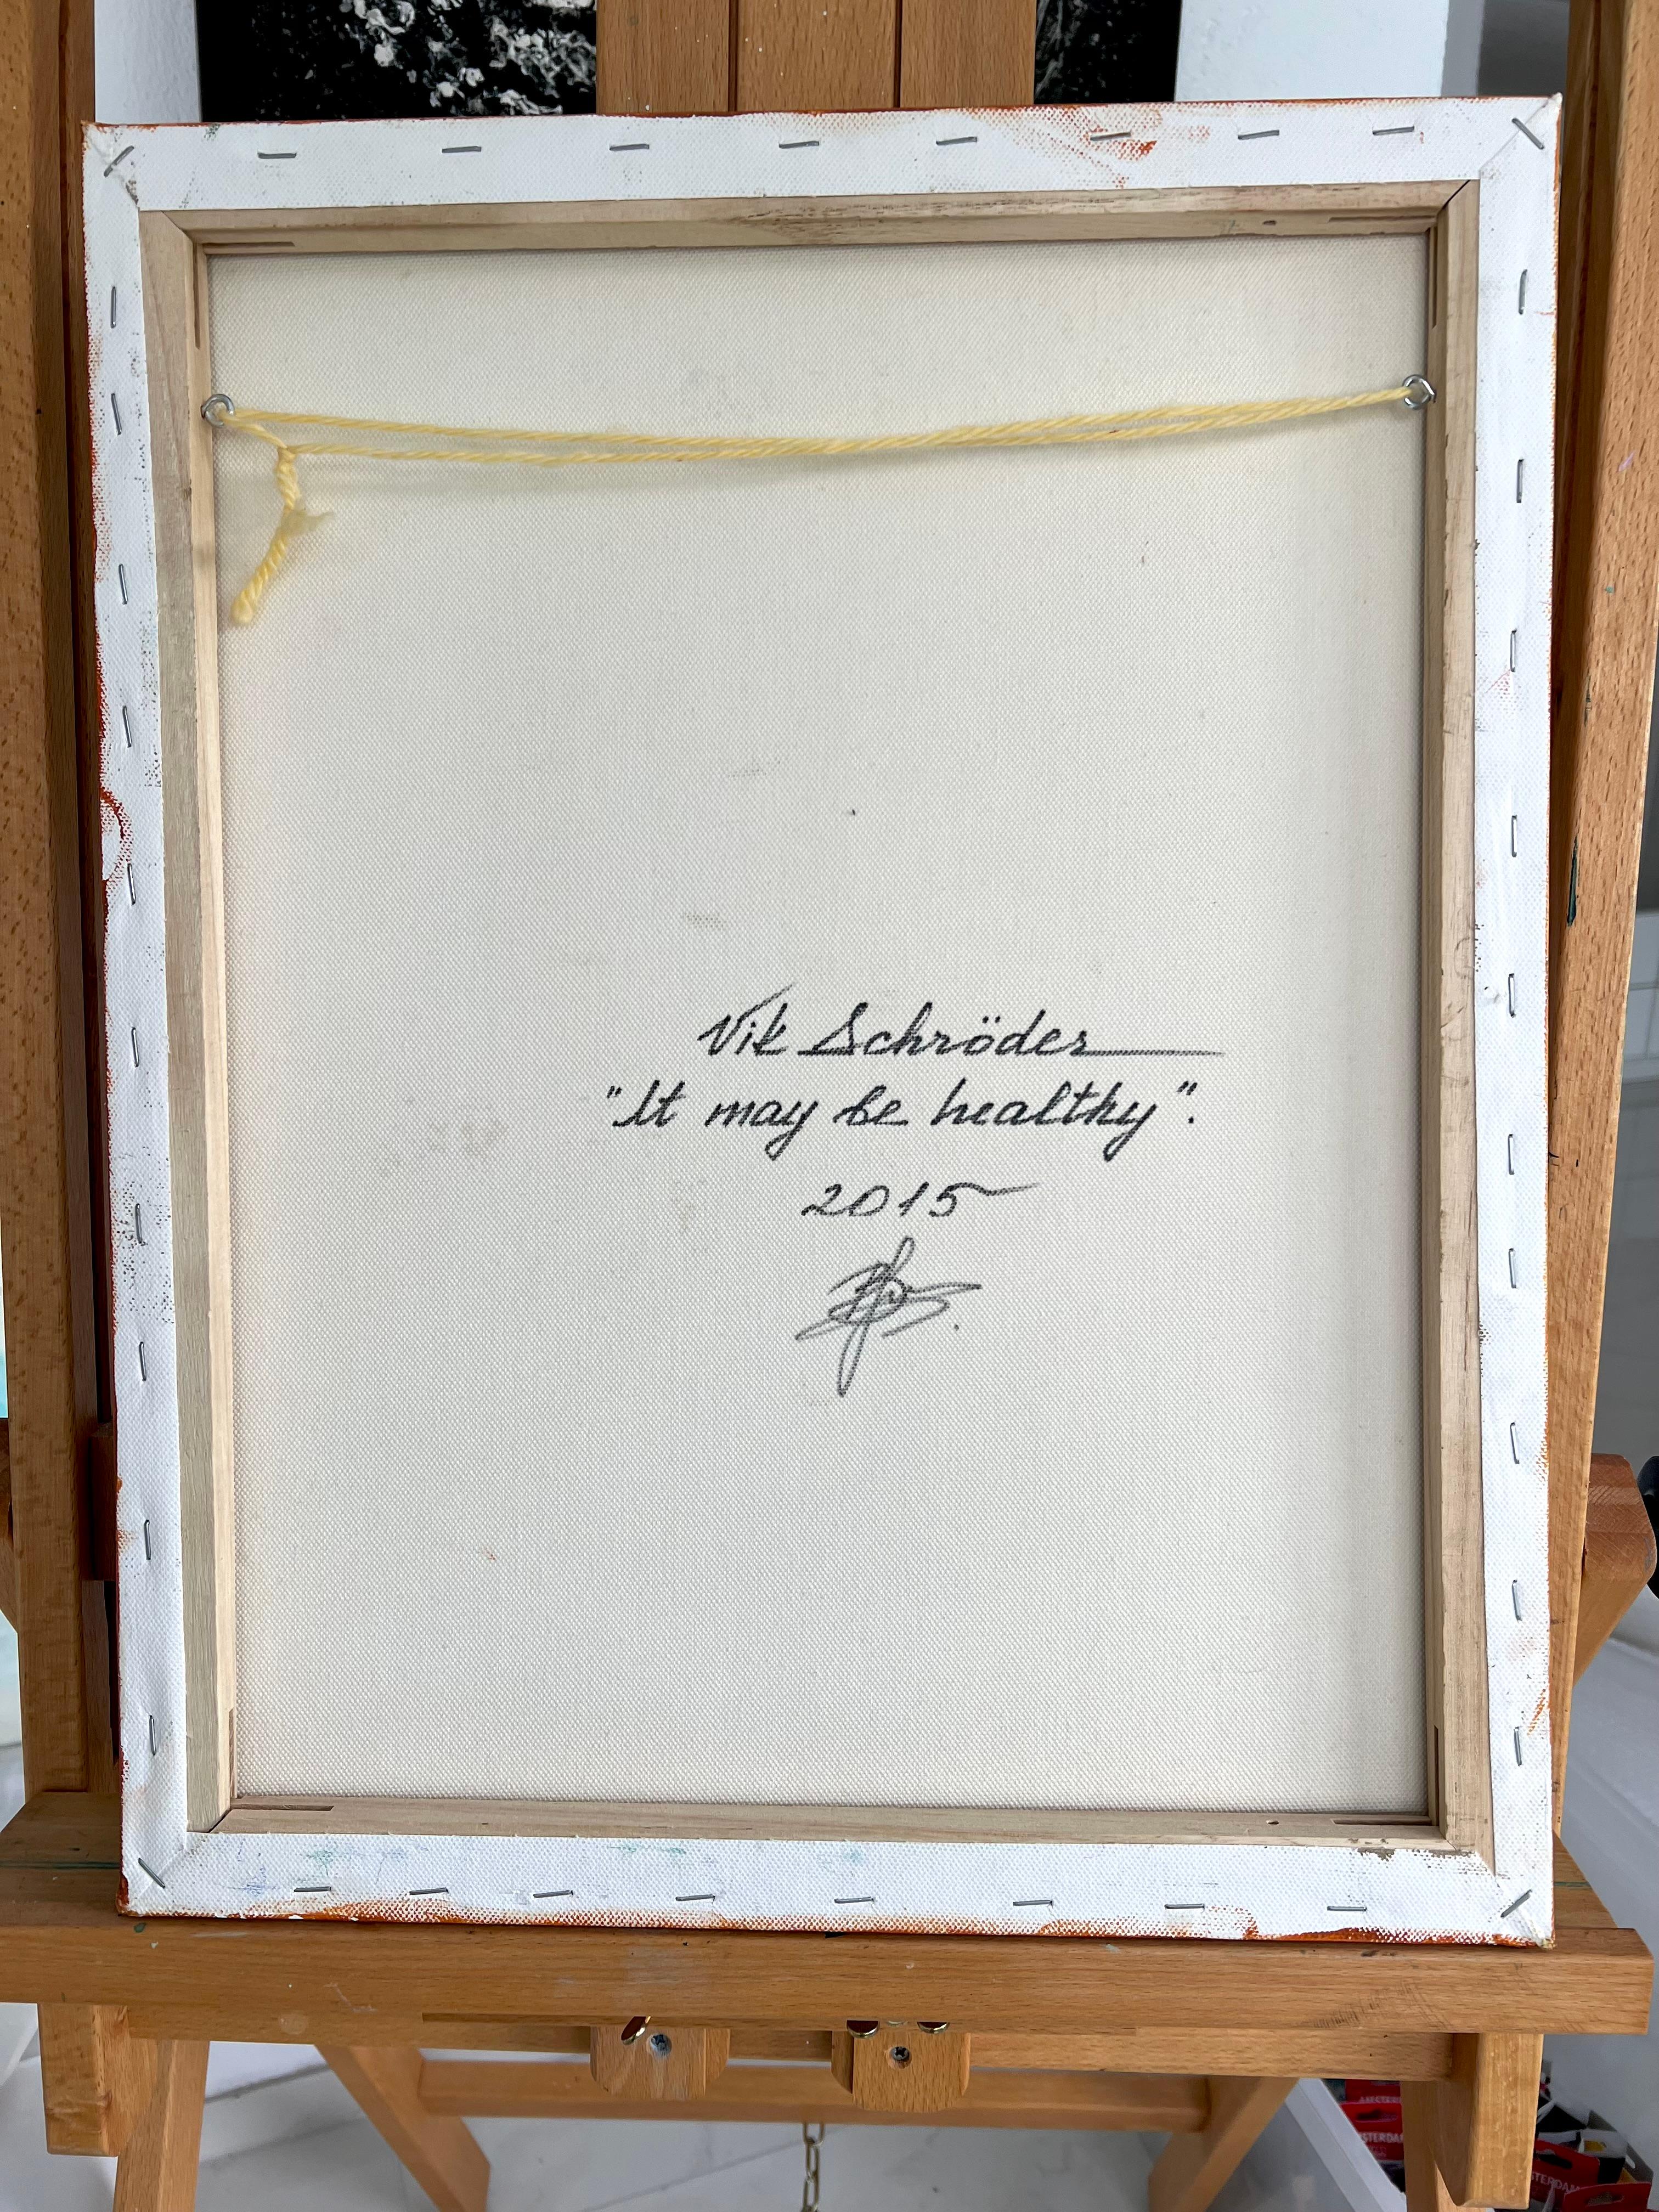 Vik Schröder
"It may be healthy".
2015